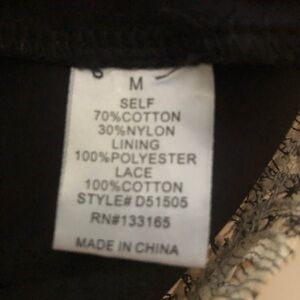 M
SELF
70%COTTON
30%NYLON
LINING
100%POLYESTER
LACE
100%COTTON
STYLE# D51505
RN#133165
MADE IN CHINA